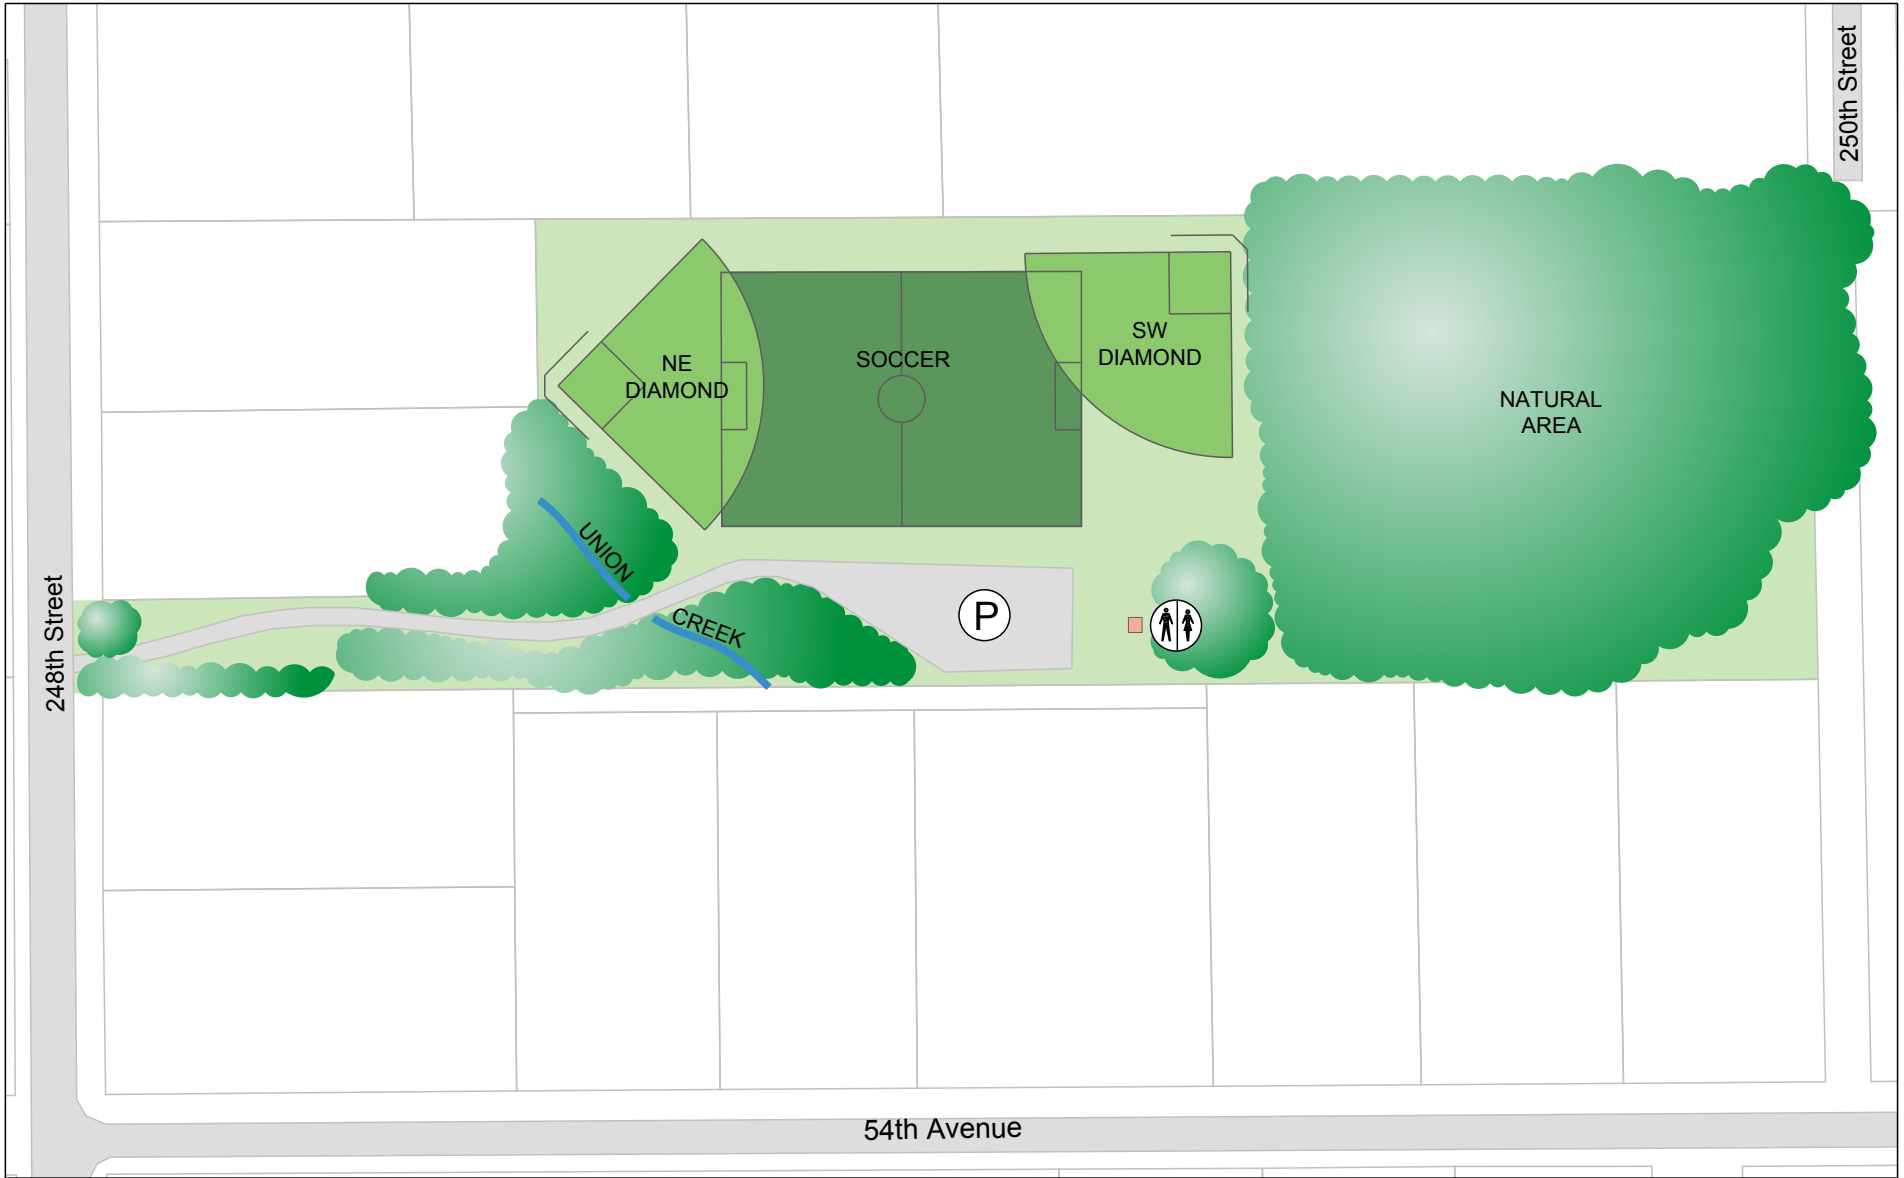 250th Street
NE
DIAMOND
SOCCER
SW
DIAMOND
NATURAL
AREA
UNION
CREEK
P
248th Street
54th Avenue